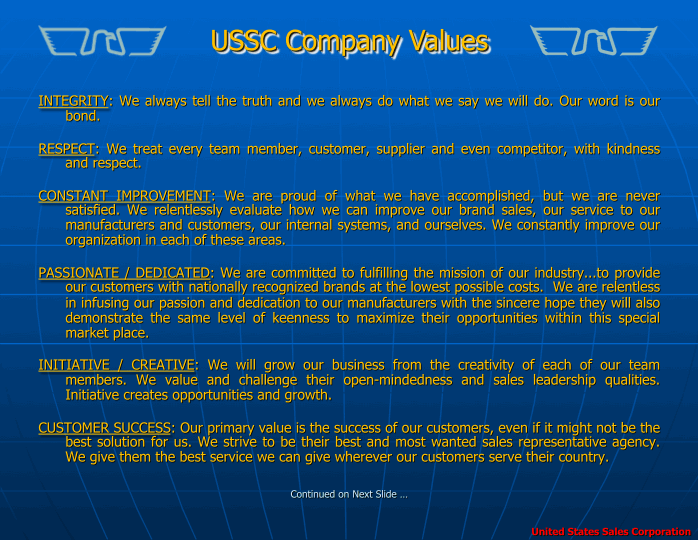 USSC Company Values
INTEGRITY: We always tell the truth and we always do what we say we will do. Our word is our
bond.
RESPECT: We treat every team member, customer, supplier and even competitor, with kindness
and respect.
CONSTANT IMPROVEMENT: We are proud of what we have accomplished, but we are never
satisfied. We relentlessly evaluate how we can improve our brand sales, our service to our
manufacturers and customers, our internal systems, and ourselves. We constantly improve our
organization in each of these areas.
PASSIONATE / DEDICATED: We are committed to fulfilling the mission of our industry...to provide
our customers with nationally recognized brands at the lowest possible costs. We are relentless
in infusing our passion and dedication to our manufacturers with the sincere hope they will also
demonstrate the same level of keenness to maximize their opportunities within this special
market place.
INITIATIVE / CREATIVE: We will grow our business from the creativity of each of our team
members. We value and challenge their open-mindedness and sales leadership qualities.
Initiative creates opportunities and growth.
CUSTOMER SUCCESS: Our primary value is the success of our customers, even if it might not be the
best solution for us. We strive to be their best and most wanted sales representative agency.
We give them the best service we can give wherever our customers serve their country.
Continued on Next Slide ...
United States Sales Corporation